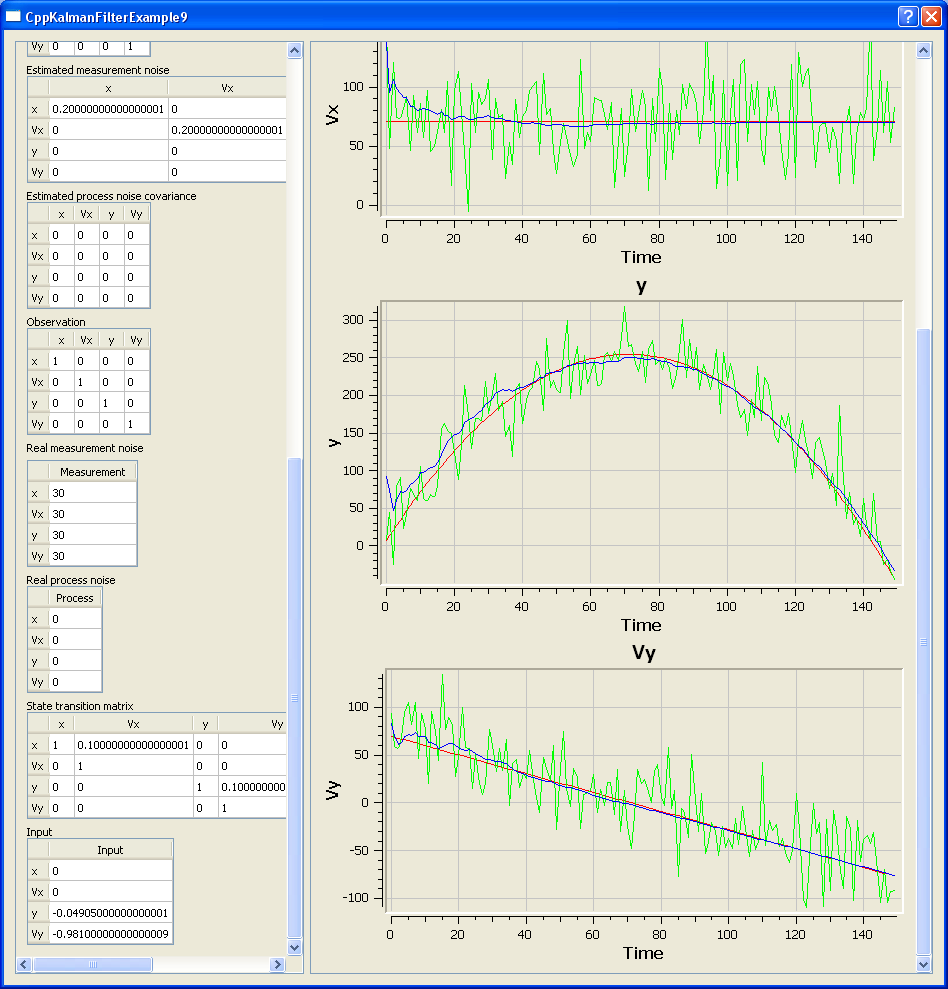 CppKalmanFilterExample9
Vy 0 0 0 1
Estimated measurement noise
x Vx
x 0.20000000000000001 0
Vx 0 0.20000000000000001
y 0 0
Vy 0 0
Estimated process noise covariance
x Vx y Vy
x 0 0 0 0
Vx 0 0 0 0
y 0 0 0 0
Vy 0 0 0 0
Observation
x Vx y Vy
x 1 0 0 0
Vx 0 1 0 0
y 0 0 1 0
Vy 0 0 0 1
Real measurement noise
Measurement
x 30
Vx 30
y 30
Vy 30
Real process noise
Process
x 0
Vx 0
y 0
Vy 0
State transition matrix
x Vx y Vy
x 1 0.10000000000000001 0 0
Vx 0 1 0 0
y 0 0 1 0.100000000
Vy 0 0 0 1
Input
Input
x 0
Vx 0
y -0.04905000000000001
Vy -0.98100000000000009
Vx
100
50
0
0 20 40 60 80 100 120 140
Time
y
y
300
250
200
150
100
50
0
0 20 40 60 80 100 120 140
Time
Vy
Vy
100
50
0
-50
-100
0 20 40 60 80 100 120 140
Time